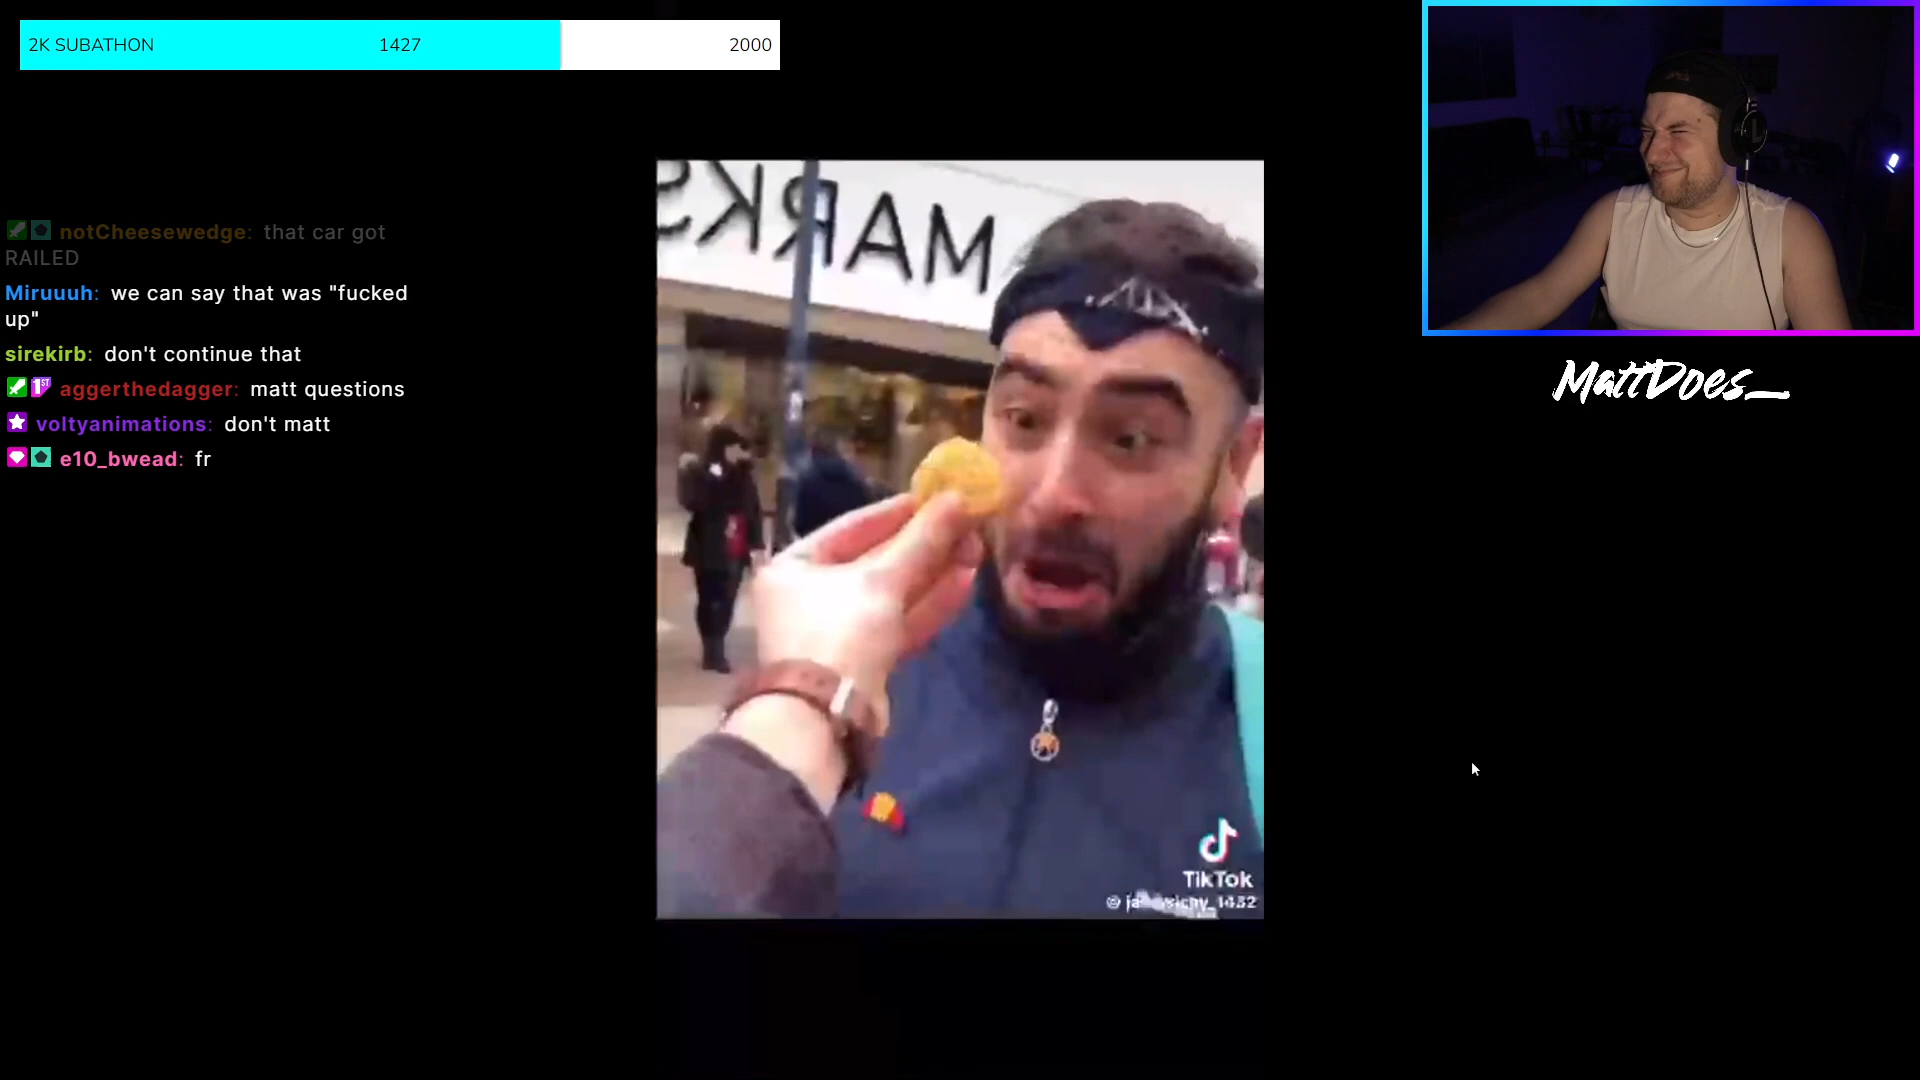 2K SUBATHON 1427 2000
notCheesewedge: that car got
RAILED
Miruuuh: we can say that was "fucked
up"
sirekirb: don't continue that
1ST aggerthedagger: matt questions
voltyanimations: don't matt
e10_bwead: fr
MARKS
TikTok
MattDoes_